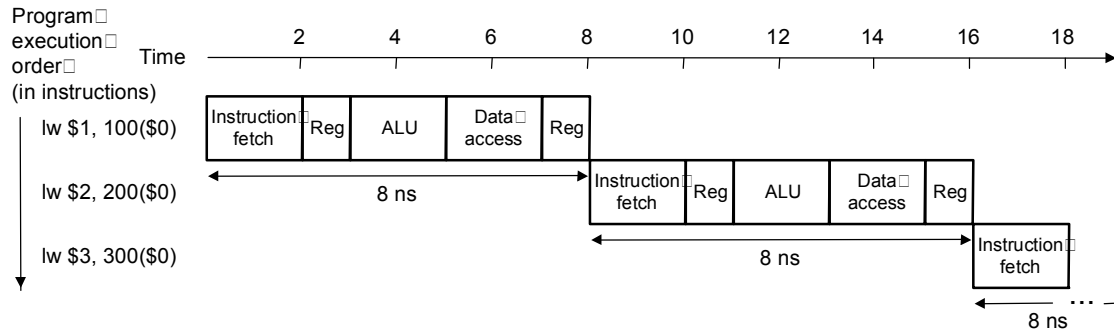 Program
execution
order
(in instructions)
Time
2 4 6 8 10 12 14 16 18
lw $1, 100($0)
Instruction
fetch
Reg
ALU
Data
access
Reg
8 ns
lw $2, 200($0)
Instruction
fetch
Reg
ALU
Data
access
Reg
8 ns
lw $3, 300($0)
Instruction
fetch
...
8 ns